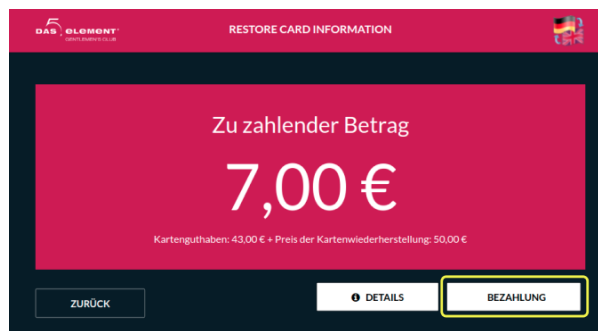 DAS 5 ELEMENT
GENTLEMEN'S CLUB
RESTORE CARD INFORMATION
Zu zahlender Betrag
7,00 €
Kartenguthaben: 43,00 € + Preis der Kartenwiederherstellung: 50,00 €
ZURÜCK
DETAILS
BEZAHLUNG